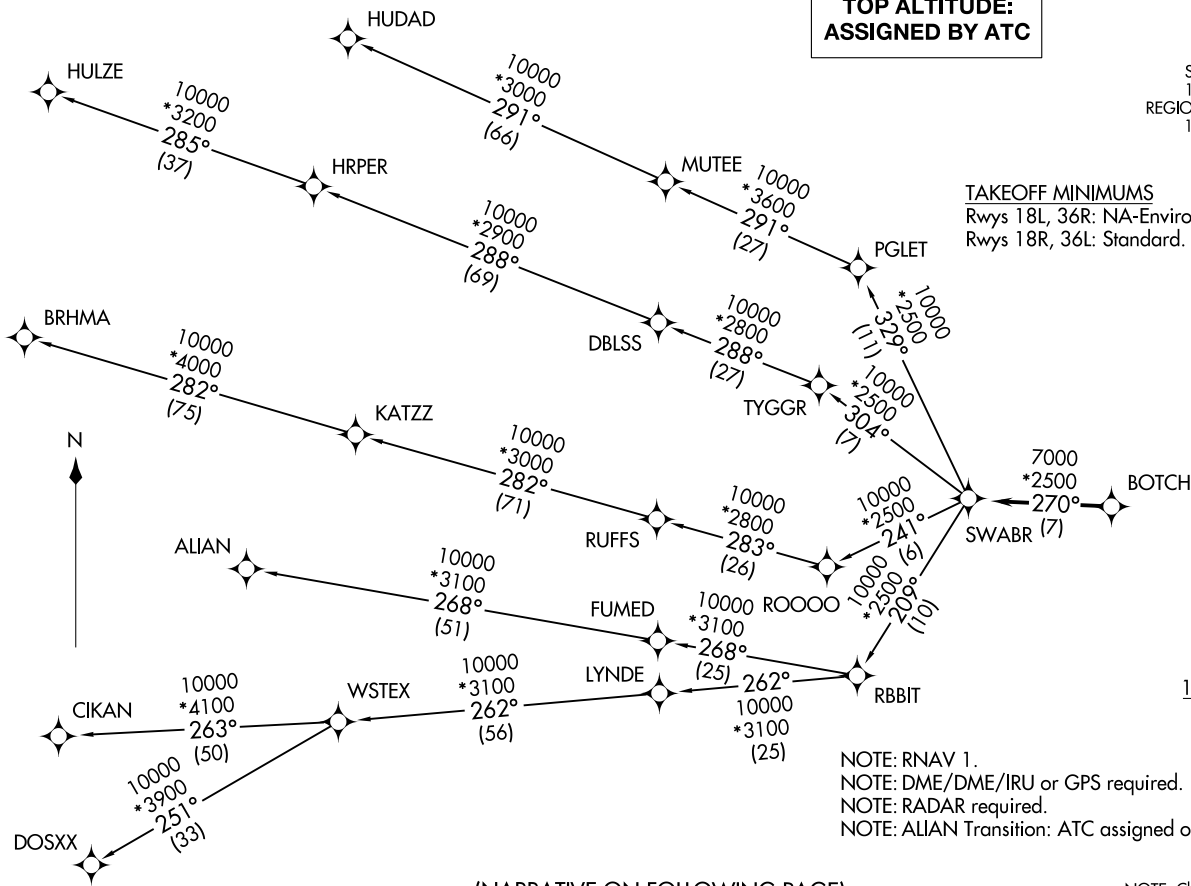 TOP ALTITUDE:
ASSIGNED BY ATC
HUDAD
HULZE
10000
*3000
291°
(66)
10000
*3200
285°
(37)
HRPER
MUTEE
10000
*3600
291°
(27)
PGLET
TAKEOFF MINIMUMS
Rwys 18L, 36R: NA-Enviro
Rwys 18R, 36L: Standard.
10000
*2900
288°
(69)
10000
*2500
329°
(11)
BRHMA
DBLSS
10000
*2800
288°
(27)
TYGGR
10000
*2500
304°
(7)
10000
*4000
282°
(75)
KATZZ
N
10000
*3000
282°
(71)
RUFFS
10000
*2800
283°
(26)
ROOOO
10000
*2500
241°
(6)
SWABR
7000
*2500
270°
(7)
BOTCH
10000
*2500
209°
(10)
ALIAN
10000
*3100
268°
(51)
FUMED
10000
*3100
268°
(25)
RBBIT
LYNDE
262°
10000
*3100
(25)
WSTEX
10000
*3100
262°
(56)
CIKAN
10000
*4100
263°
(50)
10000
*3900
251°
(33)
DOSXX
NOTE: RNAV 1.
NOTE: DME/DME/IRU or GPS required.
NOTE: RADAR required.
NOTE: ALIAN Transition: ATC assigned o
(NARRATIVE ON FOLLOWING PAGE)